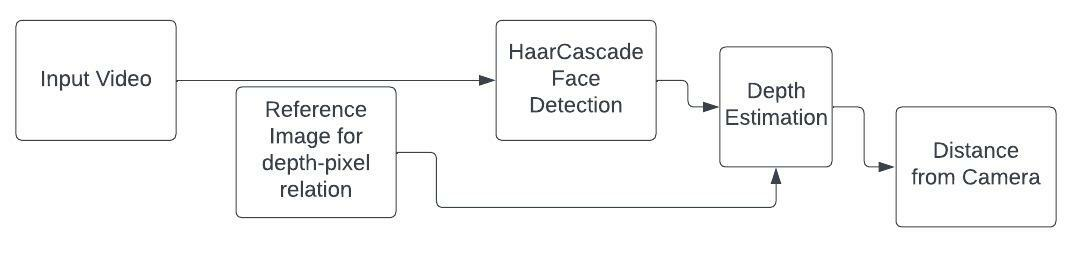 Input Video
Reference
Image for
depth-pixel
relation
HaarCascade
Face
Detection
Depth
Estimation
Distance
from Camera